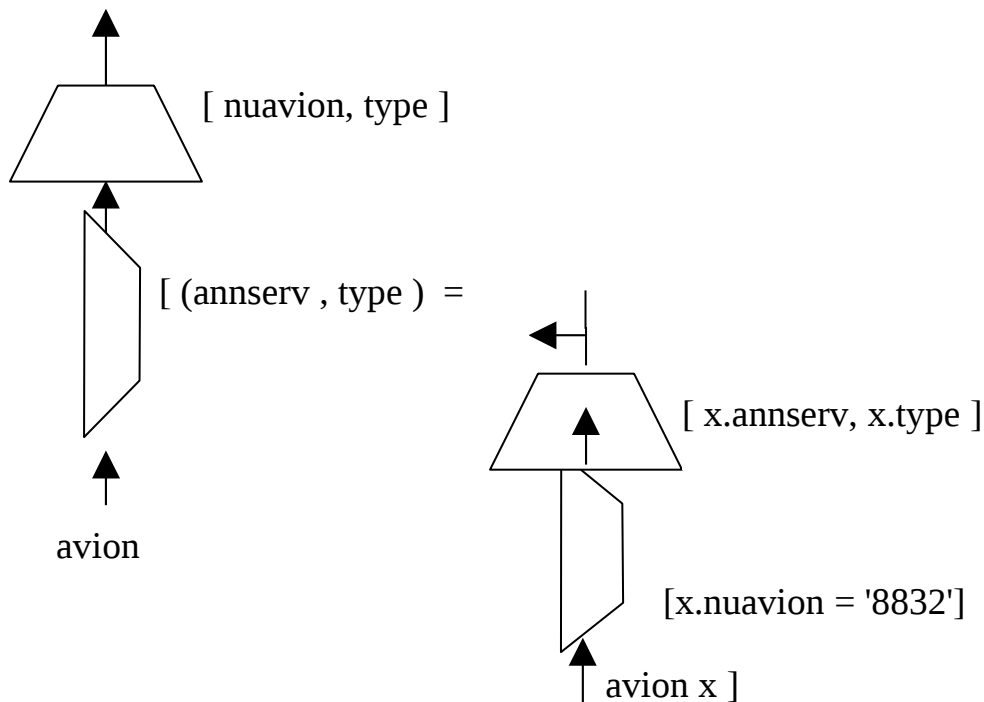 [ nuavion, type ]
[ (annserv , type ) =
[ x.annserv, x.type ]
avion
[x.nuavion = '8832']
avion x ]